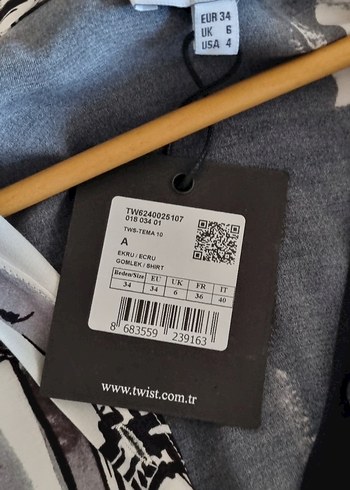 EUR 34
UK 6
USA 4
TW6240025107
018 034 01
TWS-TEMA 10
A
EKRU / ECRU
GOMLEK / SHIRT
Beden/Size EU UK FR IT
34 34 6 36 40
8 683559 239163
www.twist.com.tr